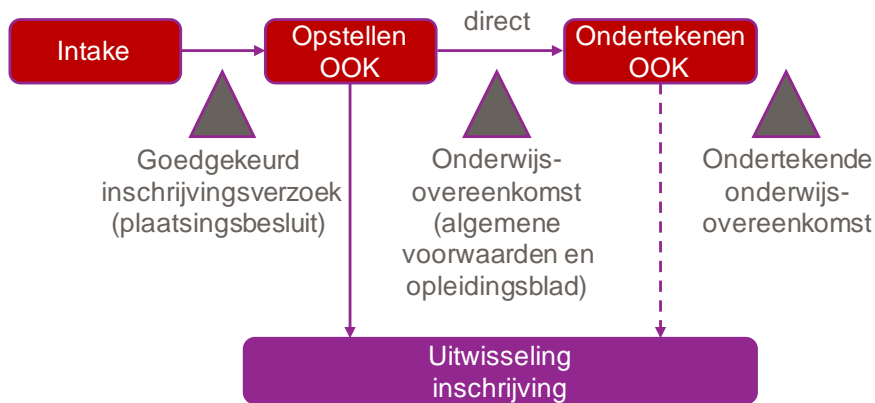 Intake
Opstellen
OOK
direct
Ondertekenen
OOK
Goedgekeurd
inschrijvingsverzoek
(plaatsingsbesluit)
Onderwijs-
overeenkomst
(algemene
voorwaarden en
opleidingsblad)
Ondertekende
onderwijs-
overeenkomst
Uitwisseling
inschrijving